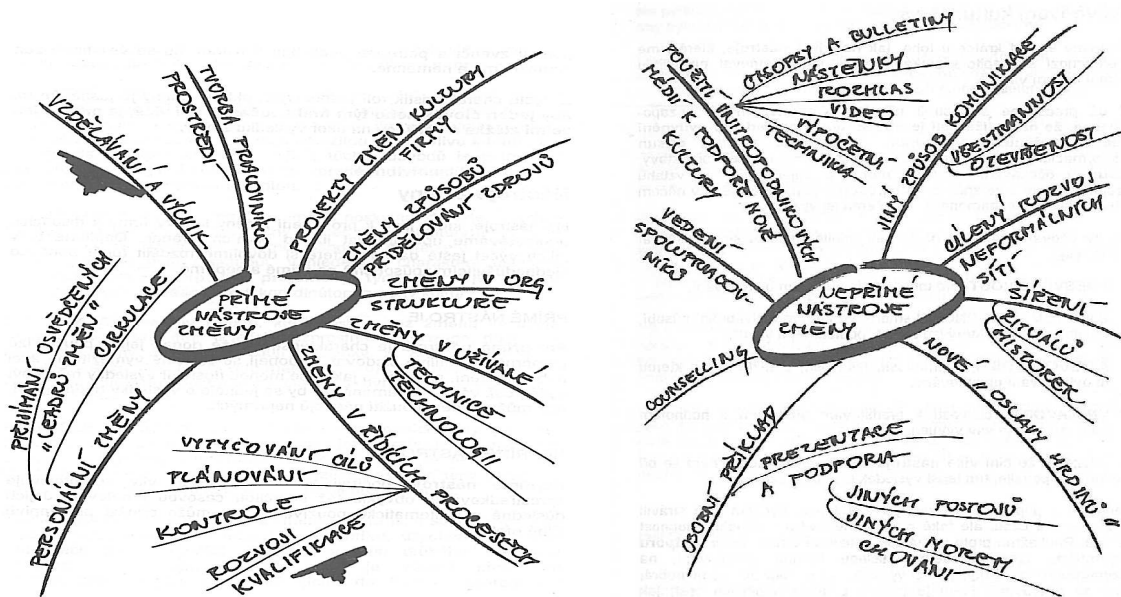 PŘÍMÉ
NÁSTROJE
ZMĚNY
VZDĚLÁVÁNÍ A VÝCVIK
TVORBA PRACOVNÍHO
PROSTŘEDÍ
PROJEKTY ZMĚN KULTURY
FIRMY
ZMĚNY ZPŮSOBŮ
PŘIDĚLOVÁNÍ ZDROJŮ
ZMĚNY V ORG.
STRUKTUŘE
ZMĚNY V UŽÍVANÉ
TECHNICE
TECHNOLOGII
ZMĚNY V ŘÍDÍCÍCH PROCESECH
VYTYČOVÁNÍ CÍLŮ
PLÁNOVÁNÍ
KONTROLE
ROZVOJI
KVALIFIKACE
PERSONÁLNÍ ZMĚNY
PŘIJÍMÁNÍ OSVĚDČENÝCH
"LEADRŮ ZMĚN"
CIRKULACE
NEPŘÍMÉ
NÁSTROJE
ZMĚNY
VEDENÍ
SPOLUPRACOV-
NÍKŮ
POUŽITÍ VNITROPODNIKOVÝCH
MÉDIÍ K PODPOŘE NOVÉ
KULTURY
ČASOPISY A BULLETINY
NÁSTĚNKY
ROZHLAS
VIDEO
VÝPOČETNÍ
TECHNIKA
JINÝ ZPŮSOB KOMUNIKACE
VŠESTRANNOST
OTEVŘENOST
CÍLENÝ ROZVOJ
NEFORMÁLNÍCH
SÍTÍ
ŠÍŘENÍ
RITUÁLŮ
HISTOREK
NOVÉ OSLAVY HRDINŮ
OSOBNÍ PŘÍKLAD
PREZENTACE
A PODPORA
JINÝCH POSTOJŮ
JINÝCH NOREM
CHOVÁNÍ
COUNSELLING